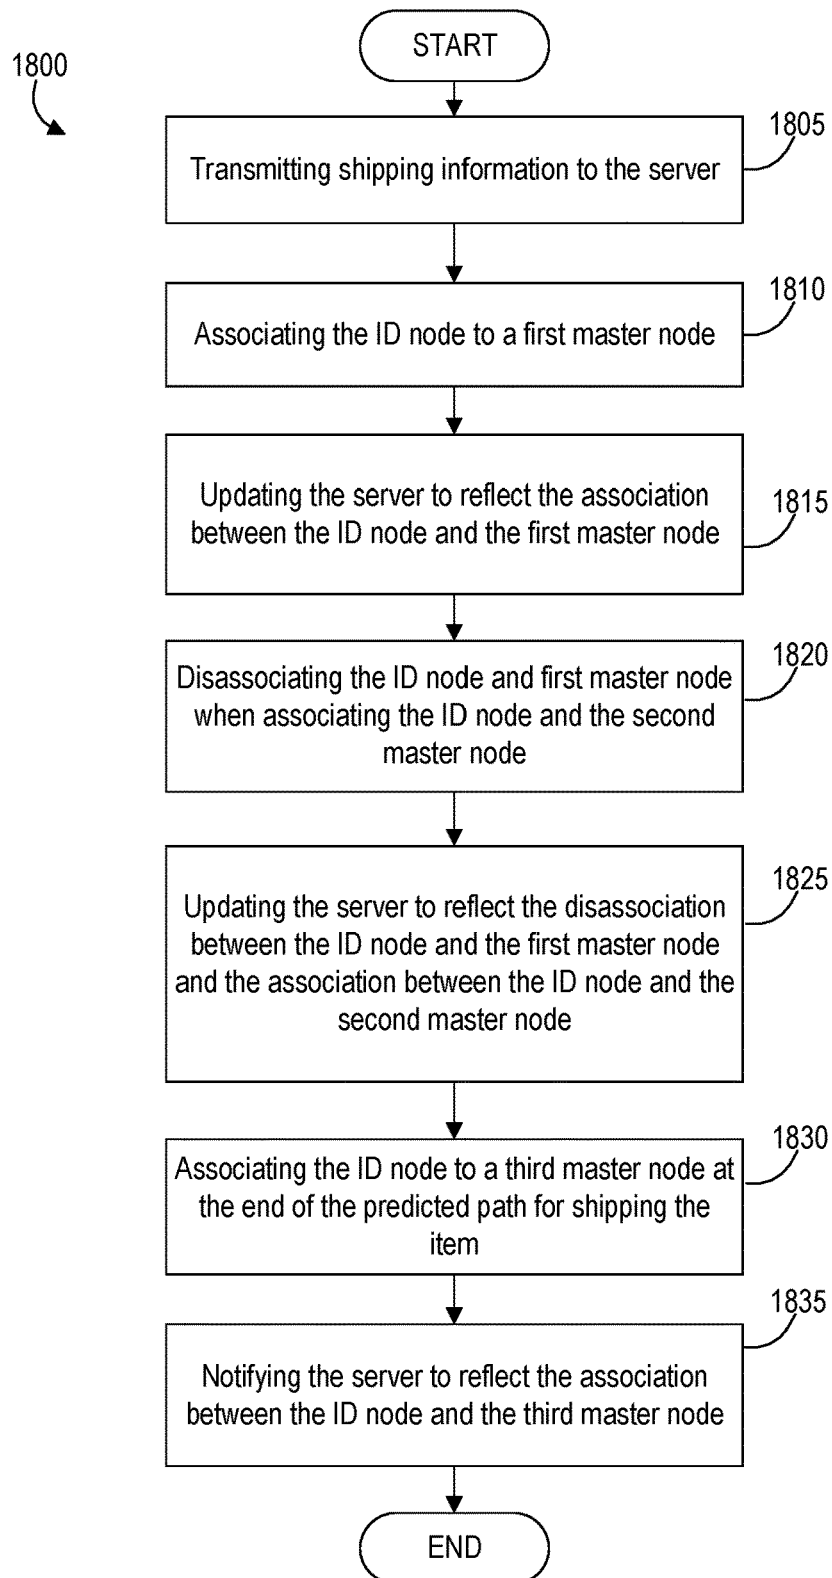 START
1800
1805
Transmitting shipping information to the server
1810
Associating the ID node to a first master node
Updating the server to reflect the association
between the ID node and the first master node
1815
1820
Disassociating the ID node and first master node
when associating the ID node and the second
master node
1825
Updating the server to reflect the disassociation
between the ID node and the first master node
and the association between the ID node and the
second master node
1830
Associating the ID node to a third master node at
the end of the predicted path for shipping the
item
1835
Notifying the server to reflect the association
between the ID node and the third master node
END